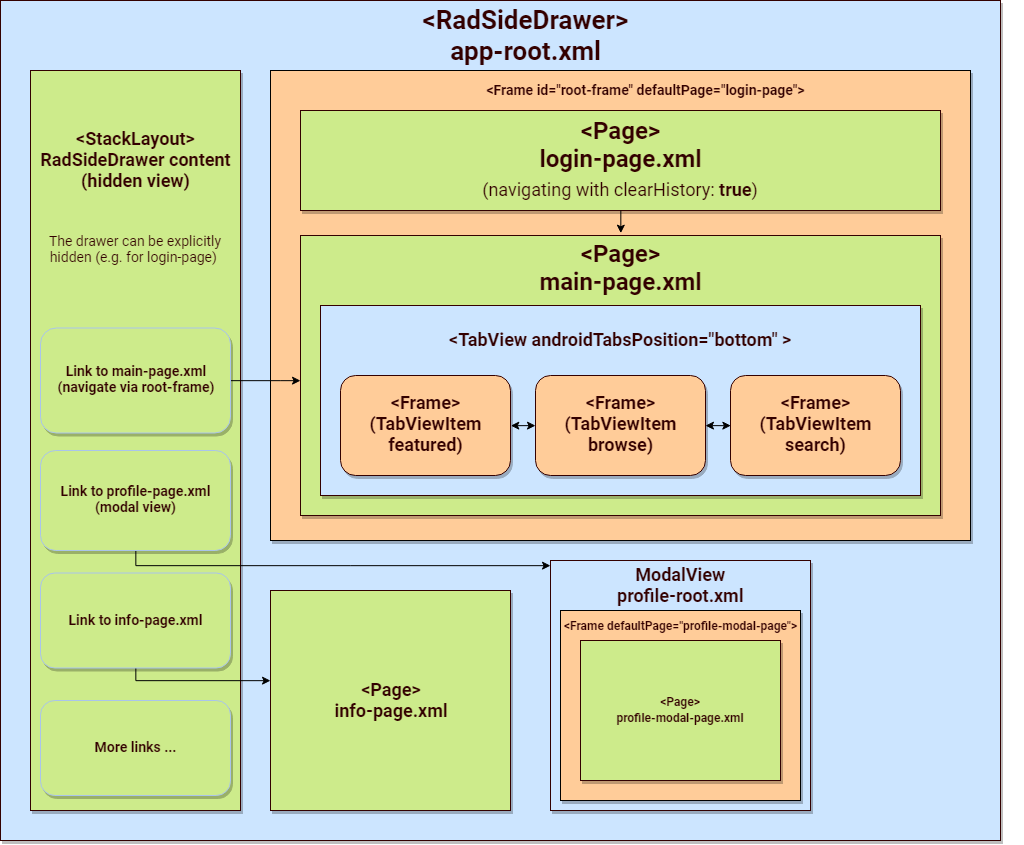 <RadSideDrawer>
app-root.xml
<StackLayout>
RadSideDrawer content
(hidden view)
The drawer can be explicitly
hidden (e.g. for login-page)
Link to main-page.xml
(navigate via root-frame)
Link to profile-page.xml
(modal view)
Link to info-page.xml
More links ...
<Frame id="root-frame" defaultPage="login-page">
<Page>
login-page.xml
(navigating with clearHistory: true)
<Page>
main-page.xml
<TabView androidTabsPosition="bottom" >
<Frame>
(TabViewItem
featured)
<Frame>
(TabViewItem
browse)
<Frame>
(TabViewItem
search)
<Page>
info-page.xml
ModalView
profile-root.xml
<Frame defaultPage="profile-modal-page">
<Page>
profile-modal-page.xml